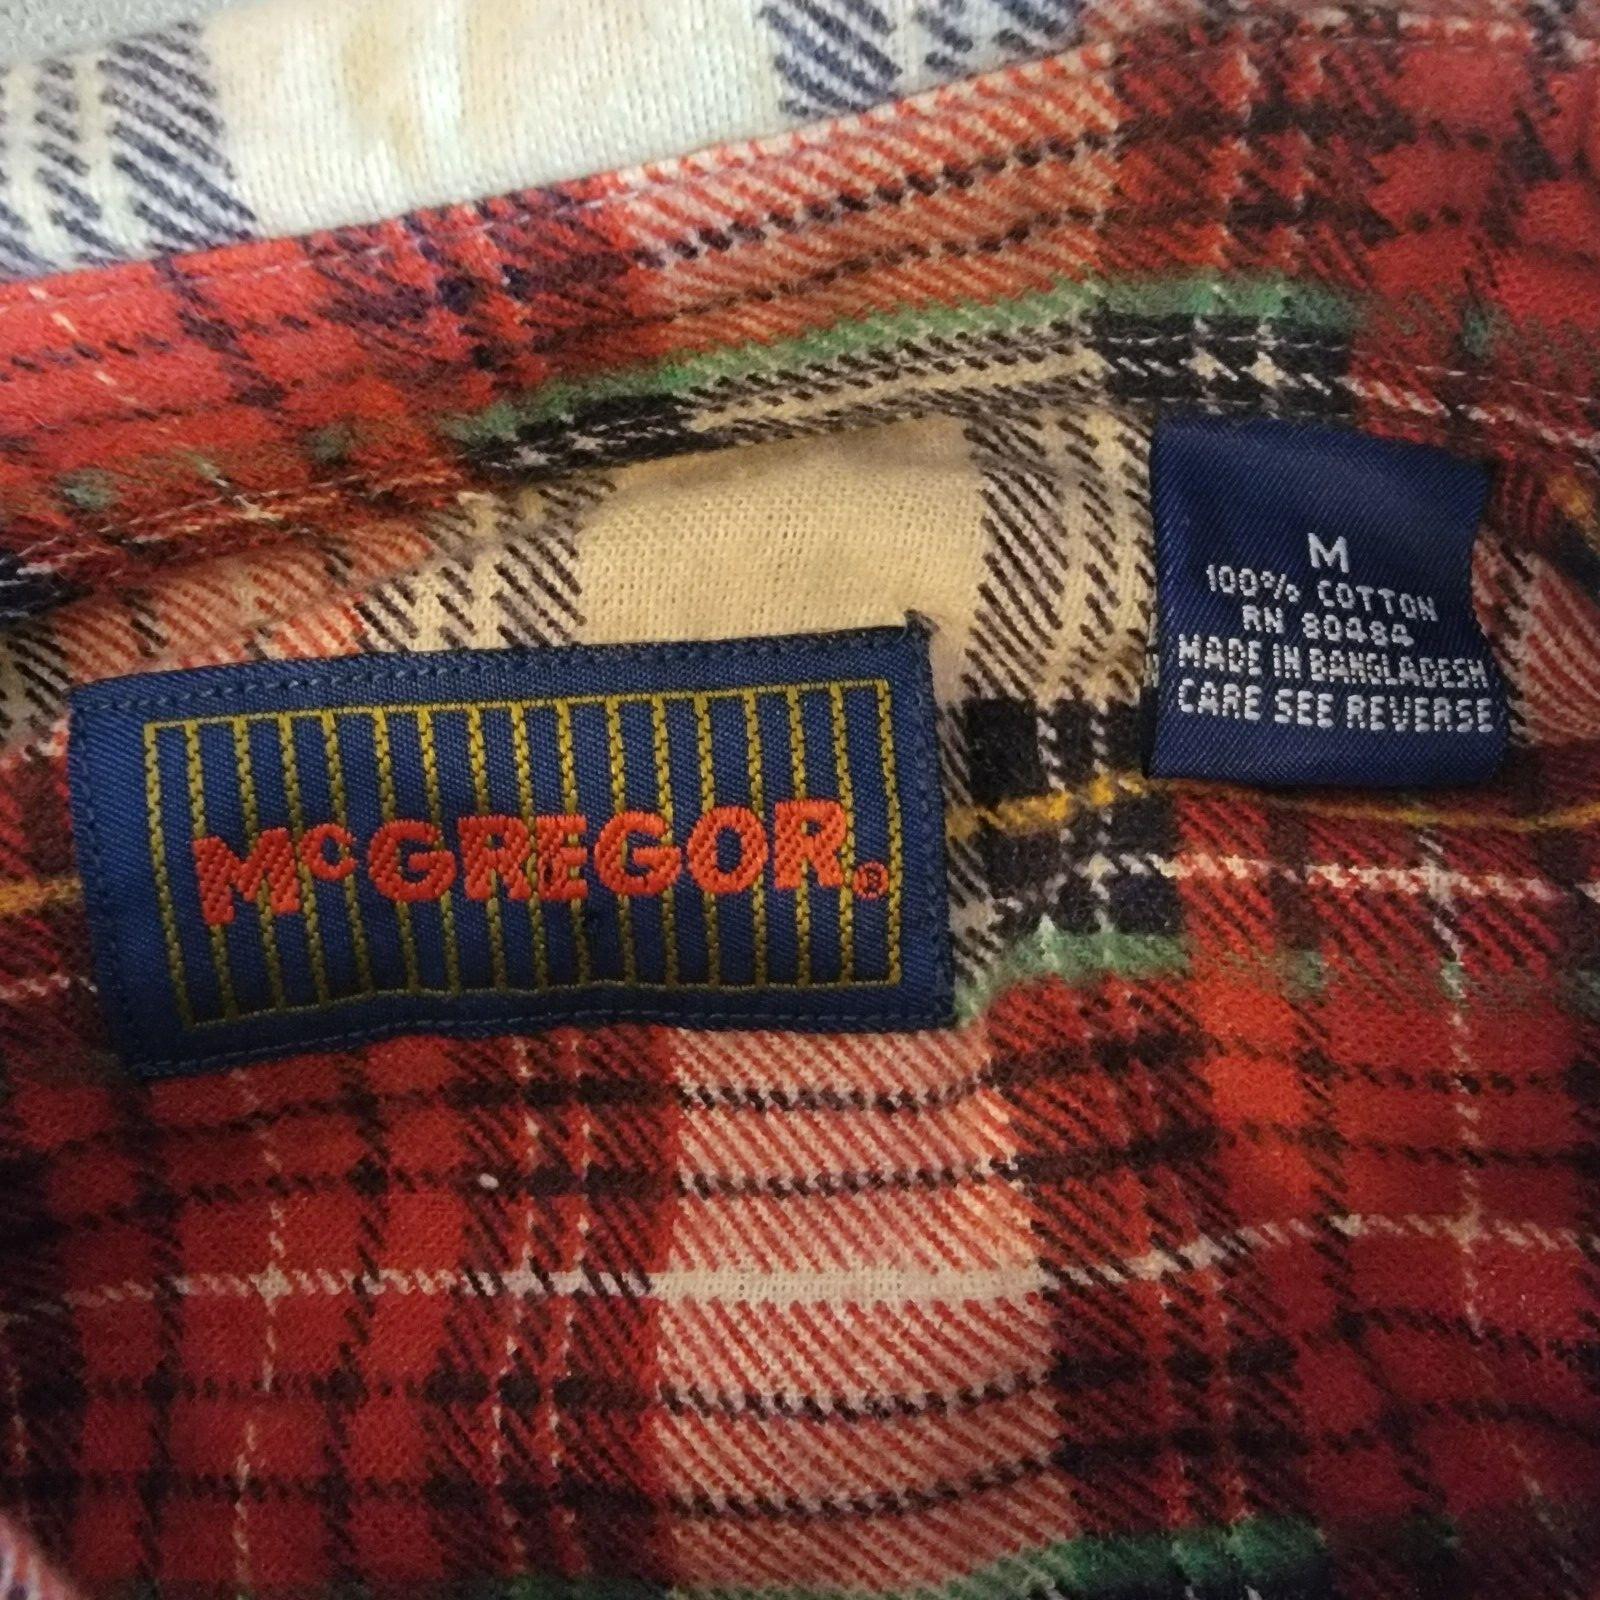 McGREGOR®
M
100% COTTON
RN 80484
MADE IN BANGLADESH
CARE SEE REVERSE